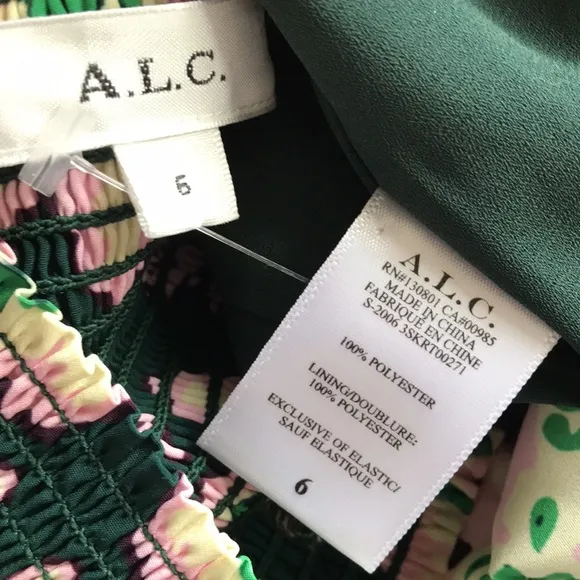 A.L.C.
6
A.L.C.
RN#130801 CA#00985
MADE IN CHINA
FABRIQUE EN CHINE
S-2006 3SKRT00271
100% POLYESTER
LINING/DOUBLURE:
100% POLYESTER
EXCLUSIVE OF ELASTIC/
SAUF ELASTIQUE
6